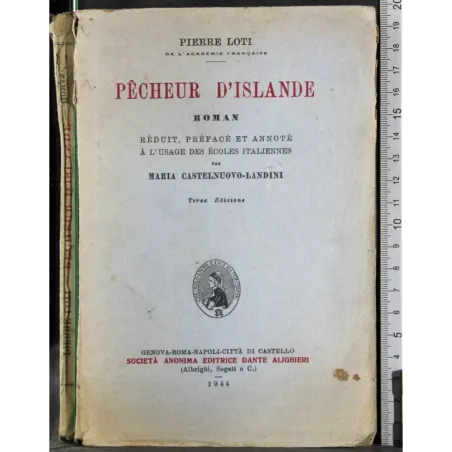 PIERRE LOTI
DE L'ACADÉMIE FRANÇAISE
PÊCHEUR D'ISLANDE
ROMAN
RÉDUIT, PRÉFACÉ ET ANNOTÉ
À L'USAGE DES ÉCOLES ITALIENNES
PAR
MARIA CASTELNUOVO-LANDINI
Terza Edizione
GENOVA-ROMA-NAPOLI-CITTÀ DI CASTELLO
SOCIETÀ ANONIMA EDITRICE DANTE ALIGHIERI
(Albrighi, Segati e C.)
1944